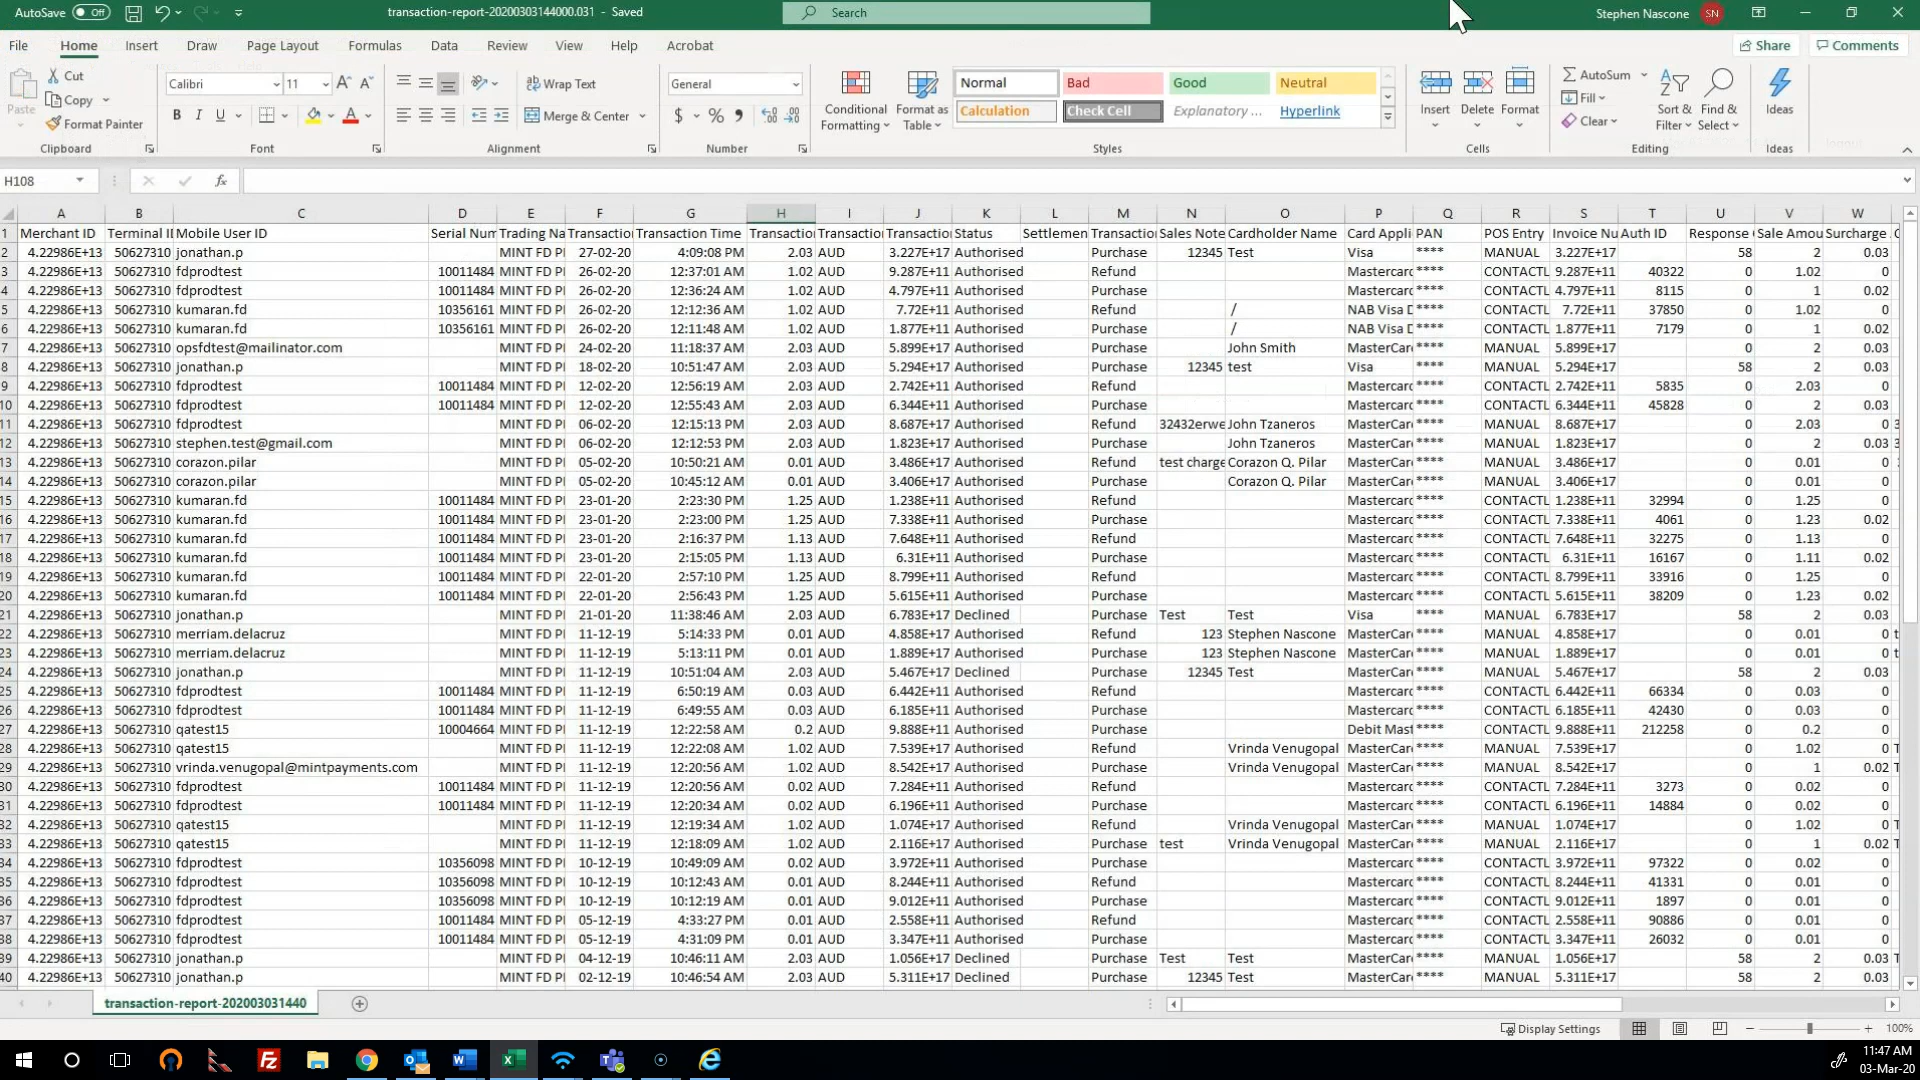 AutoSave Off transaction-report-20200303144000.031 - Saved Search Stephen Nascone SN
File Home Insert Draw Page Layout Formulas Data Review View Help Acrobat Share Comments
Paste Cut Calibri 11 Wrap Text General Conditional Formatting Format as Table Normal Bad Good Neutral Insert Delete Format AutoSum Sort & Filter Find & Select Ideas
Copy Fill
Format Painter B I U Merge & Center $ % Calculation Check Cell Explanatory ... Hyperlink Clear
Clipboard Font Alignment Number Styles Cells Editing Ideas
H108 fx
A B C D E F G H I J K L M N O P Q R S T U V W
1 Merchant ID Terminal I Mobile User ID Serial Num Trading Na Transaction Transaction Time Transaction Transaction Transaction Status Settlemen Transaction Sales Note Cardholder Name Card Appli PAN POS Entry Invoice Nu Auth ID Response Sale Amou Surcharge
2 4.22986E+13 50627310 jonathan.p MINT FD P 27-02-20 4:09:08 PM 2.03 AUD 3.227E+17 Authorised Purchase 12345 Test Visa **** MANUAL 3.227E+17 58 2 0.03
3 4.22986E+13 50627310 fdprodtest 10011484 MINT FD P 26-02-20 12:37:01 AM 1.02 AUD 9.287E+11 Authorised Refund Mastercard **** CONTACTL 9.287E+11 40322 0 1.02 0
4 4.22986E+13 50627310 fdprodtest 10011484 MINT FD P 26-02-20 12:36:24 AM 1.02 AUD 4.797E+11 Authorised Purchase Mastercard **** CONTACTL 4.797E+11 8115 0 1 0.02
5 4.22986E+13 50627310 kumaran.fd 10356161 MINT FD P 26-02-20 12:12:36 AM 1.02 AUD 7.72E+11 Authorised Refund / NAB Visa D **** CONTACTL 7.72E+11 37850 0 1.02 0
6 4.22986E+13 50627310 kumaran.fd 10356161 MINT FD P 26-02-20 12:11:48 AM 1.02 AUD 1.877E+11 Authorised Purchase / NAB Visa D **** CONTACTL 1.877E+11 7179 0 1 0.02
7 4.22986E+13 50627310 opsfdtest@mailinator.com MINT FD P 24-02-20 11:18:37 AM 2.03 AUD 5.899E+17 Authorised Purchase John Smith MasterCard **** MANUAL 5.899E+17 0 2 0.03
8 4.22986E+13 50627310 jonathan.p MINT FD P 18-02-20 10:51:47 AM 2.03 AUD 5.294E+17 Authorised Purchase 12345 test Visa **** MANUAL 5.294E+17 58 2 0.03
9 4.22986E+13 50627310 fdprodtest 10011484 MINT FD P 12-02-20 12:56:19 AM 2.03 AUD 2.742E+11 Authorised Refund Mastercard **** CONTACTL 2.742E+11 5835 0 2.03 0
10 4.22986E+13 50627310 fdprodtest 10011484 MINT FD P 12-02-20 12:55:43 AM 2.03 AUD 6.344E+11 Authorised Purchase Mastercard **** CONTACTL 6.344E+11 45828 0 2 0.03
11 4.22986E+13 50627310 fdprodtest MINT FD P 06-02-20 12:15:13 PM 2.03 AUD 8.687E+17 Authorised Refund 32432erwe John Tzaneros MasterCard **** MANUAL 8.687E+17 0 2.03 0
12 4.22986E+13 50627310 stephen.test@gmail.com MINT FD P 06-02-20 12:12:53 PM 2.03 AUD 1.823E+17 Authorised Purchase John Tzaneros MasterCard **** MANUAL 1.823E+17 0 2 0.03
13 4.22986E+13 50627310 corazon.pilar MINT FD P 05-02-20 10:50:21 AM 0.01 AUD 3.486E+17 Authorised Refund test charge Corazon Q. Pilar MasterCard **** MANUAL 3.486E+17 0 0.01 0
14 4.22986E+13 50627310 corazon.pilar MINT FD P 05-02-20 10:45:12 AM 0.01 AUD 3.406E+17 Authorised Purchase Corazon Q. Pilar MasterCard **** MANUAL 3.406E+17 0 0.01 0
15 4.22986E+13 50627310 kumaran.fd 10011484 MINT FD P 23-01-20 2:23:30 PM 1.25 AUD 1.238E+11 Authorised Refund Mastercard **** CONTACTL 1.238E+11 32994 0 1.25 0
16 4.22986E+13 50627310 kumaran.fd 10011484 MINT FD P 23-01-20 2:23:00 PM 1.25 AUD 7.338E+11 Authorised Purchase Mastercard **** CONTACTL 7.338E+11 4061 0 1.23 0.02
17 4.22986E+13 50627310 kumaran.fd 10011484 MINT FD P 23-01-20 2:16:37 PM 1.13 AUD 7.648E+11 Authorised Refund Mastercard **** CONTACTL 7.648E+11 32275 0 1.13 0
18 4.22986E+13 50627310 kumaran.fd 10011484 MINT FD P 23-01-20 2:15:05 PM 1.13 AUD 6.31E+11 Authorised Purchase Mastercard **** CONTACTL 6.31E+11 16167 0 1.11 0.02
19 4.22986E+13 50627310 kumaran.fd 10011484 MINT FD P 22-01-20 2:57:10 PM 1.25 AUD 8.799E+11 Authorised Refund Mastercard **** CONTACTL 8.799E+11 33916 0 1.25 0
20 4.22986E+13 50627310 kumaran.fd 10011484 MINT FD P 22-01-20 2:56:43 PM 1.25 AUD 5.615E+11 Authorised Purchase Mastercard **** CONTACTL 5.615E+11 38209 0 1.23 0.02
21 4.22986E+13 50627310 jonathan.p MINT FD P 21-01-20 11:38:46 AM 2.03 AUD 6.783E+17 Declined Purchase Test Test Visa **** MANUAL 6.783E+17 58 2 0.03
22 4.22986E+13 50627310 merriam.delacruz MINT FD P 11-12-19 5:14:33 PM 0.01 AUD 4.858E+17 Authorised Refund 123 Stephen Nascone MasterCard **** MANUAL 4.858E+17 0 0.01 0
23 4.22986E+13 50627310 merriam.delacruz MINT FD P 11-12-19 5:13:11 PM 0.01 AUD 1.889E+17 Authorised Purchase 123 Stephen Nascone MasterCard **** MANUAL 1.889E+17 0 0.01 0
24 4.22986E+13 50627310 jonathan.p MINT FD P 11-12-19 10:51:04 AM 2.03 AUD 5.467E+17 Declined Purchase 12345 Test Visa **** MANUAL 5.467E+17 58 2 0.03
25 4.22986E+13 50627310 fdprodtest 10011484 MINT FD P 11-12-19 6:50:19 AM 0.03 AUD 6.442E+11 Authorised Refund Mastercard **** CONTACTL 6.442E+11 66334 0 0.03 0
26 4.22986E+13 50627310 fdprodtest 10011484 MINT FD P 11-12-19 6:49:55 AM 0.03 AUD 6.185E+11 Authorised Purchase Mastercard **** CONTACTL 6.185E+11 42430 0 0.03 0
27 4.22986E+13 50627310 qatest15 10004664 MINT FD P 11-12-19 12:22:58 AM 0.2 AUD 9.888E+11 Authorised Purchase Debit Mast **** CONTACTL 9.888E+11 212258 0 0.2 0
28 4.22986E+13 50627310 qatest15 MINT FD P 11-12-19 12:22:08 AM 1.02 AUD 7.539E+17 Authorised Refund Vrinda Venugopal MasterCard **** MANUAL 7.539E+17 0 1.02 0
29 4.22986E+13 50627310 vrinda.venugopal@mintpayments.com MINT FD P 11-12-19 12:20:56 AM 1.02 AUD 8.542E+17 Authorised Purchase Vrinda Venugopal MasterCard **** MANUAL 8.542E+17 0 1 0.02
30 4.22986E+13 50627310 fdprodtest 10011484 MINT FD P 11-12-19 12:20:56 AM 0.02 AUD 7.284E+11 Authorised Refund Mastercard **** CONTACTL 7.284E+11 3273 0 0.02 0
31 4.22986E+13 50627310 fdprodtest 10011484 MINT FD P 11-12-19 12:20:34 AM 0.02 AUD 6.196E+11 Authorised Purchase Mastercard **** CONTACTL 6.196E+11 14884 0 0.02 0
32 4.22986E+13 50627310 qatest15 MINT FD P 11-12-19 12:19:34 AM 1.02 AUD 1.074E+17 Authorised Refund Vrinda Venugopal MasterCard **** MANUAL 1.074E+17 0 1.02 0
33 4.22986E+13 50627310 qatest15 MINT FD P 11-12-19 12:18:09 AM 1.02 AUD 2.116E+17 Authorised Purchase test Vrinda Venugopal MasterCard **** MANUAL 2.116E+17 0 1 0.02
34 4.22986E+13 50627310 fdprodtest 10356098 MINT FD P 10-12-19 10:49:09 AM 0.02 AUD 3.972E+11 Authorised Purchase Mastercard **** CONTACTL 3.972E+11 97322 0 0.02 0
35 4.22986E+13 50627310 fdprodtest 10356098 MINT FD P 10-12-19 10:12:43 AM 0.01 AUD 8.244E+11 Authorised Refund Mastercard **** CONTACTL 8.244E+11 41331 0 0.01 0
36 4.22986E+13 50627310 fdprodtest 10356098 MINT FD P 10-12-19 10:12:19 AM 0.01 AUD 9.012E+11 Authorised Purchase Mastercard **** CONTACTL 9.012E+11 1897 0 0.01 0
37 4.22986E+13 50627310 fdprodtest 10011484 MINT FD P 05-12-19 4:33:27 PM 0.01 AUD 2.558E+11 Authorised Refund Mastercard **** CONTACTL 2.558E+11 90886 0 0.01 0
38 4.22986E+13 50627310 fdprodtest 10011484 MINT FD P 05-12-19 4:31:09 PM 0.01 AUD 3.347E+11 Authorised Purchase Mastercard **** CONTACTL 3.347E+11 26032 0 0.01 0
39 4.22986E+13 50627310 jonathan.p MINT FD P 04-12-19 10:46:11 AM 2.03 AUD 1.056E+17 Declined Purchase Test Test Visa **** MANUAL 1.056E+17 58 2 0.03
40 4.22986E+13 50627310 jonathan.p MINT FD P 02-12-19 10:46:54 AM 2.03 AUD 5.311E+17 Declined Purchase 12345 Test Visa **** MANUAL 5.311E+17 58 2 0.03
transaction-report-202003031440
Display Settings 100%
11:47 AM
03-Mar-20